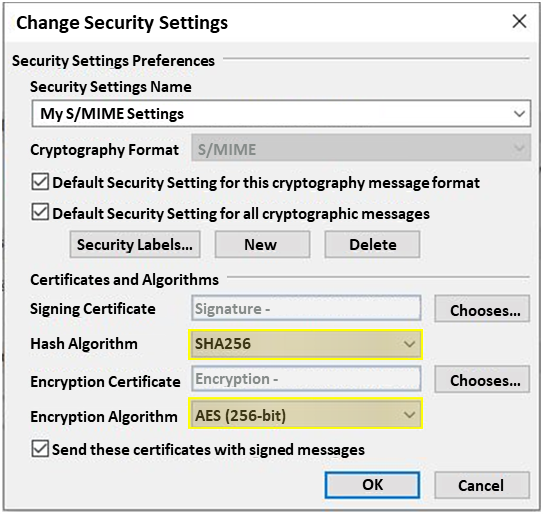 Change Security Settings
Security Settings Preferences
Security Settings Name
My S/MIME Settings
Cryptography Format S/MIME
Default Security Setting for this cryptography message format
Default Security Setting for all cryptographic messages
Security Labels... New Delete
Certificates and Algorithms
Signing Certificate Signature - Chooses...
Hash Algorithm SHA256
Encryption Certificate Encryption - Chooses...
Encryption Algorithm AES (256-bit)
Send these certificates with signed messages
OK Cancel